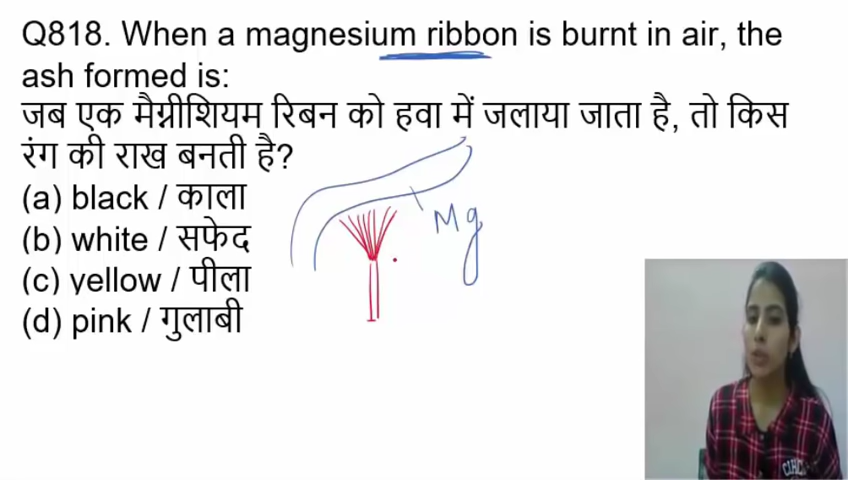 Q818. When a magnesium ribbon is burnt in air, the
ash formed is:
जब एक मैग्नीशियम रिबन को हवा में जलाया जाता है, तो किस
रंग की राख बनती है?
(a) black / काला
(b) white / सफेद
(c) yellow / पीला
(d) pink / गुलाबी
Mg